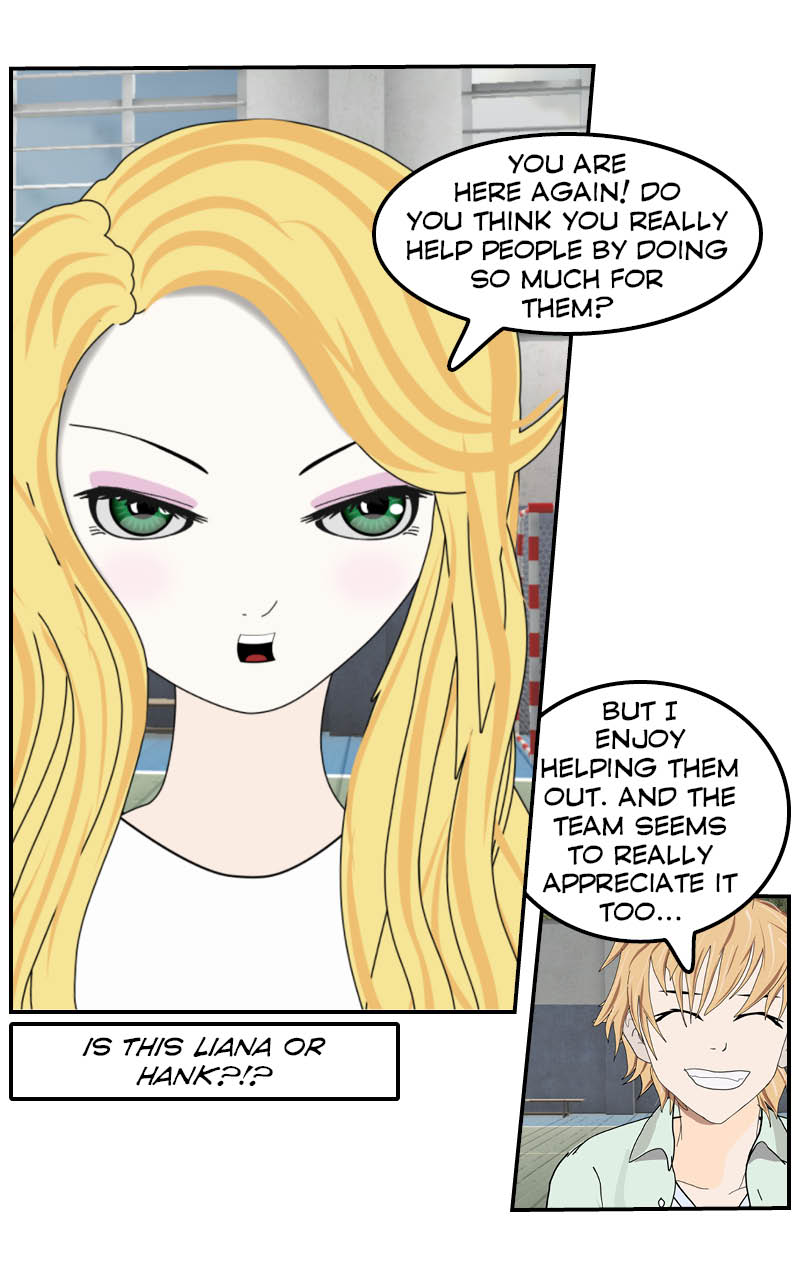 YOU ARE
HERE AGAIN! DO
YOU THINK YOU REALLY
HELP PEOPLE BY DOING
SO MUCH FOR
THEM?
BUT I
ENJOY
HELPING THEM
OUT. AND THE
TEAM SEEMS
TO REALLY
APPRECIATE IT
TOO...
IS THIS LIANA OR
HANK?!?